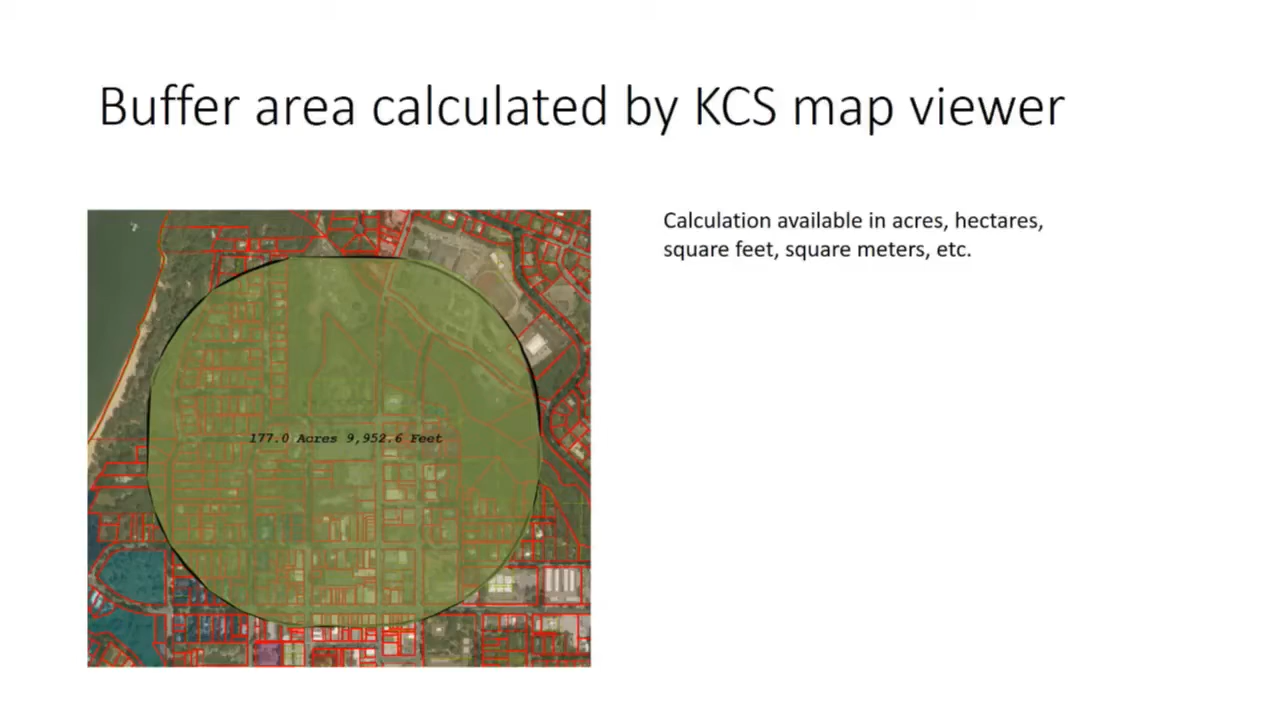 Buffer area calculated by KCS map viewer
Calculation available in acres, hectares,
square feet, square meters, etc.
177.0 Acres 9,952.6 Feet